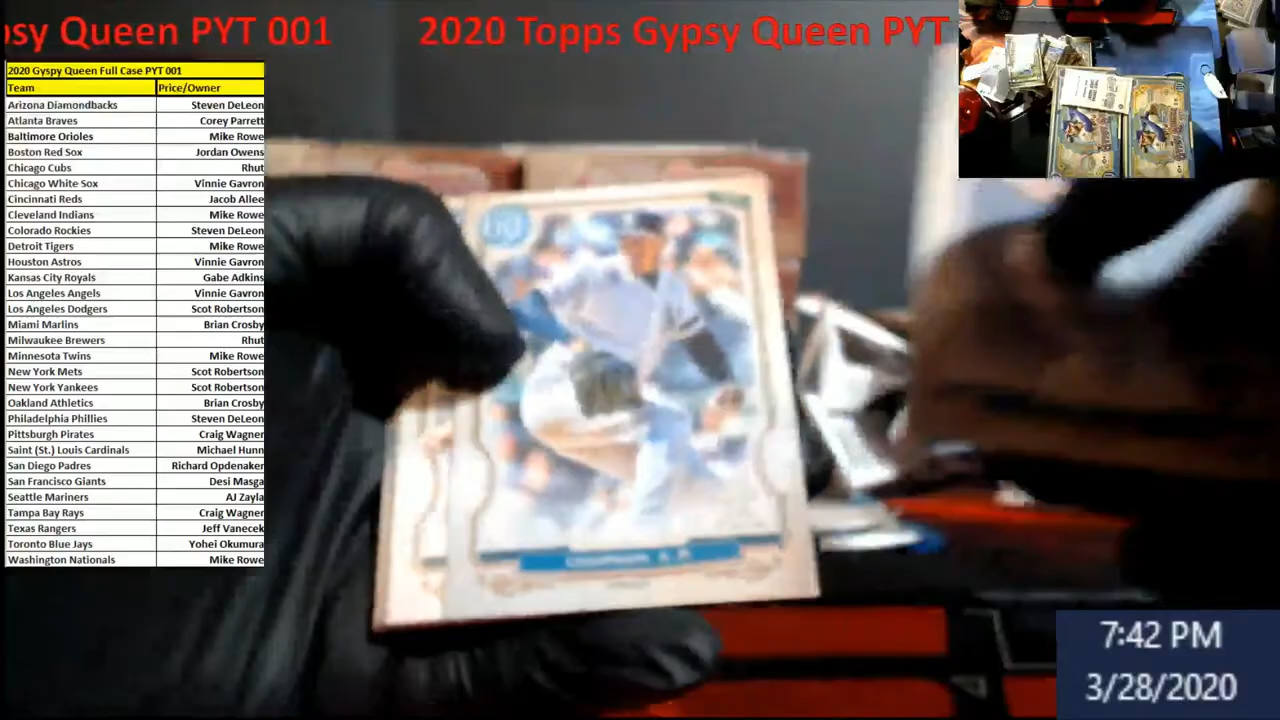 psy Queen PYT 001 2020 Topps Gypsy Queen PYT
2020 Gyspy Queen Full Case PYT 001
Team Price/Owner
Arizona Diamondbacks Steven DeLeon
Atlanta Braves Corey Parrett
Baltimore Orioles Mike Rowe
Boston Red Sox Jordan Owens
Chicago Cubs Rhut
Chicago White Sox Vinnie Gavron
Cincinnati Reds Jacob Allee
Cleveland Indians Mike Rowe
Colorado Rockies Steven DeLeon
Detroit Tigers Mike Rowe
Houston Astros Vinnie Gavron
Kansas City Royals Gabe Adkins
Los Angeles Angels Vinnie Gavron
Los Angeles Dodgers Scot Robertson
Miami Marlins Brian Crosby
Milwaukee Brewers Rhut
Minnesota Twins Mike Rowe
New York Mets Scot Robertson
New York Yankees Scot Robertson
Oakland Athletics Brian Crosby
Philadelphia Phillies Steven DeLeon
Pittsburgh Pirates Craig Wagner
Saint (St.) Louis Cardinals Michael Hunn
San Diego Padres Richard Opdenaker
San Francisco Giants Desi Masga
Seattle Mariners AJ Zayla
Tampa Bay Rays Craig Wagner
Texas Rangers Jeff Vanecek
Toronto Blue Jays Yohei Okumura
Washington Nationals Mike Rowe
GQ
7:42 PM
3/28/2020